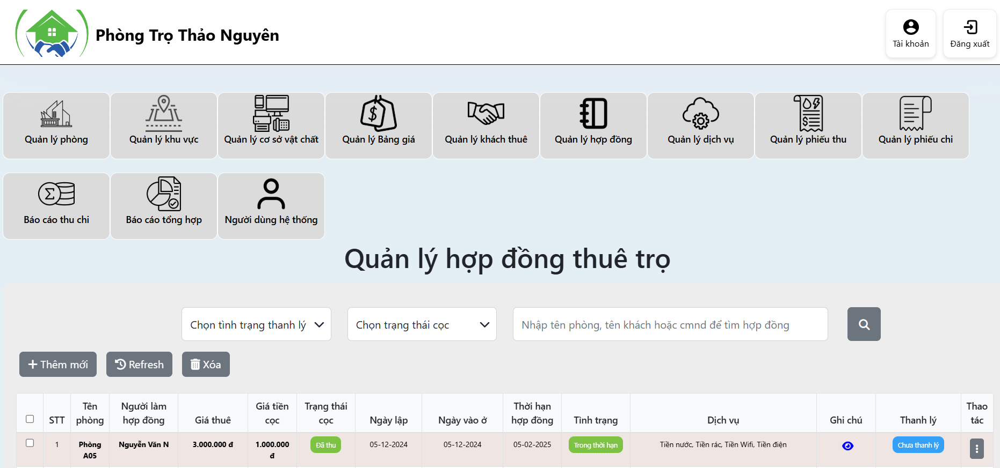 Phòng Trọ Thảo Nguyên
Tài khoản
Đăng xuất
Quản lý phòng
Quản lý khu vực
Quản lý cơ sở vật chất
Quản lý Bảng giá
Quản lý khách thuê
Quản lý hợp đồng
Quản lý dịch vụ
Quản lý phiếu thu
Quản lý phiếu chi
Báo cáo thu chi
Báo cáo tổng hợp
Người dùng hệ thống
Quản lý hợp đồng thuê trọ
Chọn tình trạng thanh lý
Chọn trạng thái cọc
Nhập tên phòng, tên khách hoặc cmnd để tìm hợp đồng
Thêm mới
Refresh
Xóa
STT
Tên
phòng
Người làm
hợp đồng
Giá thuê
Giá tiền
cọc
Trạng thái
cọc
Ngày lập
Ngày vào ở
Thời hạn
hợp đồng
Tình trạng
Dịch vụ
Ghi chú
Thanh lý
Thao
tác
1
Phòng
A05
Nguyễn Văn N
3.000.000 đ
1.000.000
đ
Đã thu
05-12-2024
05-12-2024
05-02-2025
Trong thời hạn
Tiền nước, Tiền rác, Tiền Wifi, Tiền điện
Chưa thanh lý